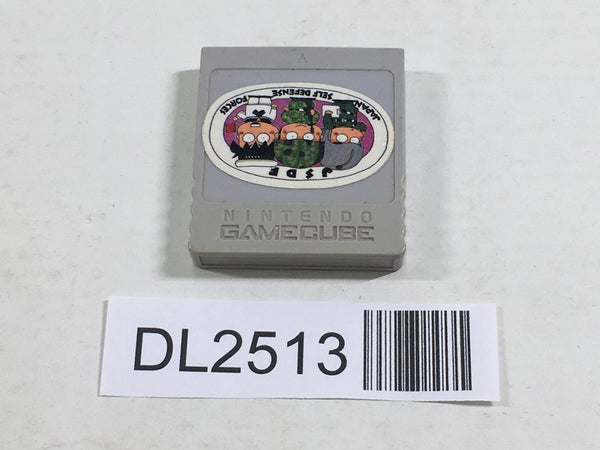 JAPAN SELF DEFENSE FORCES
JSDF
NINTENDO
GAMECUBE
DL2513